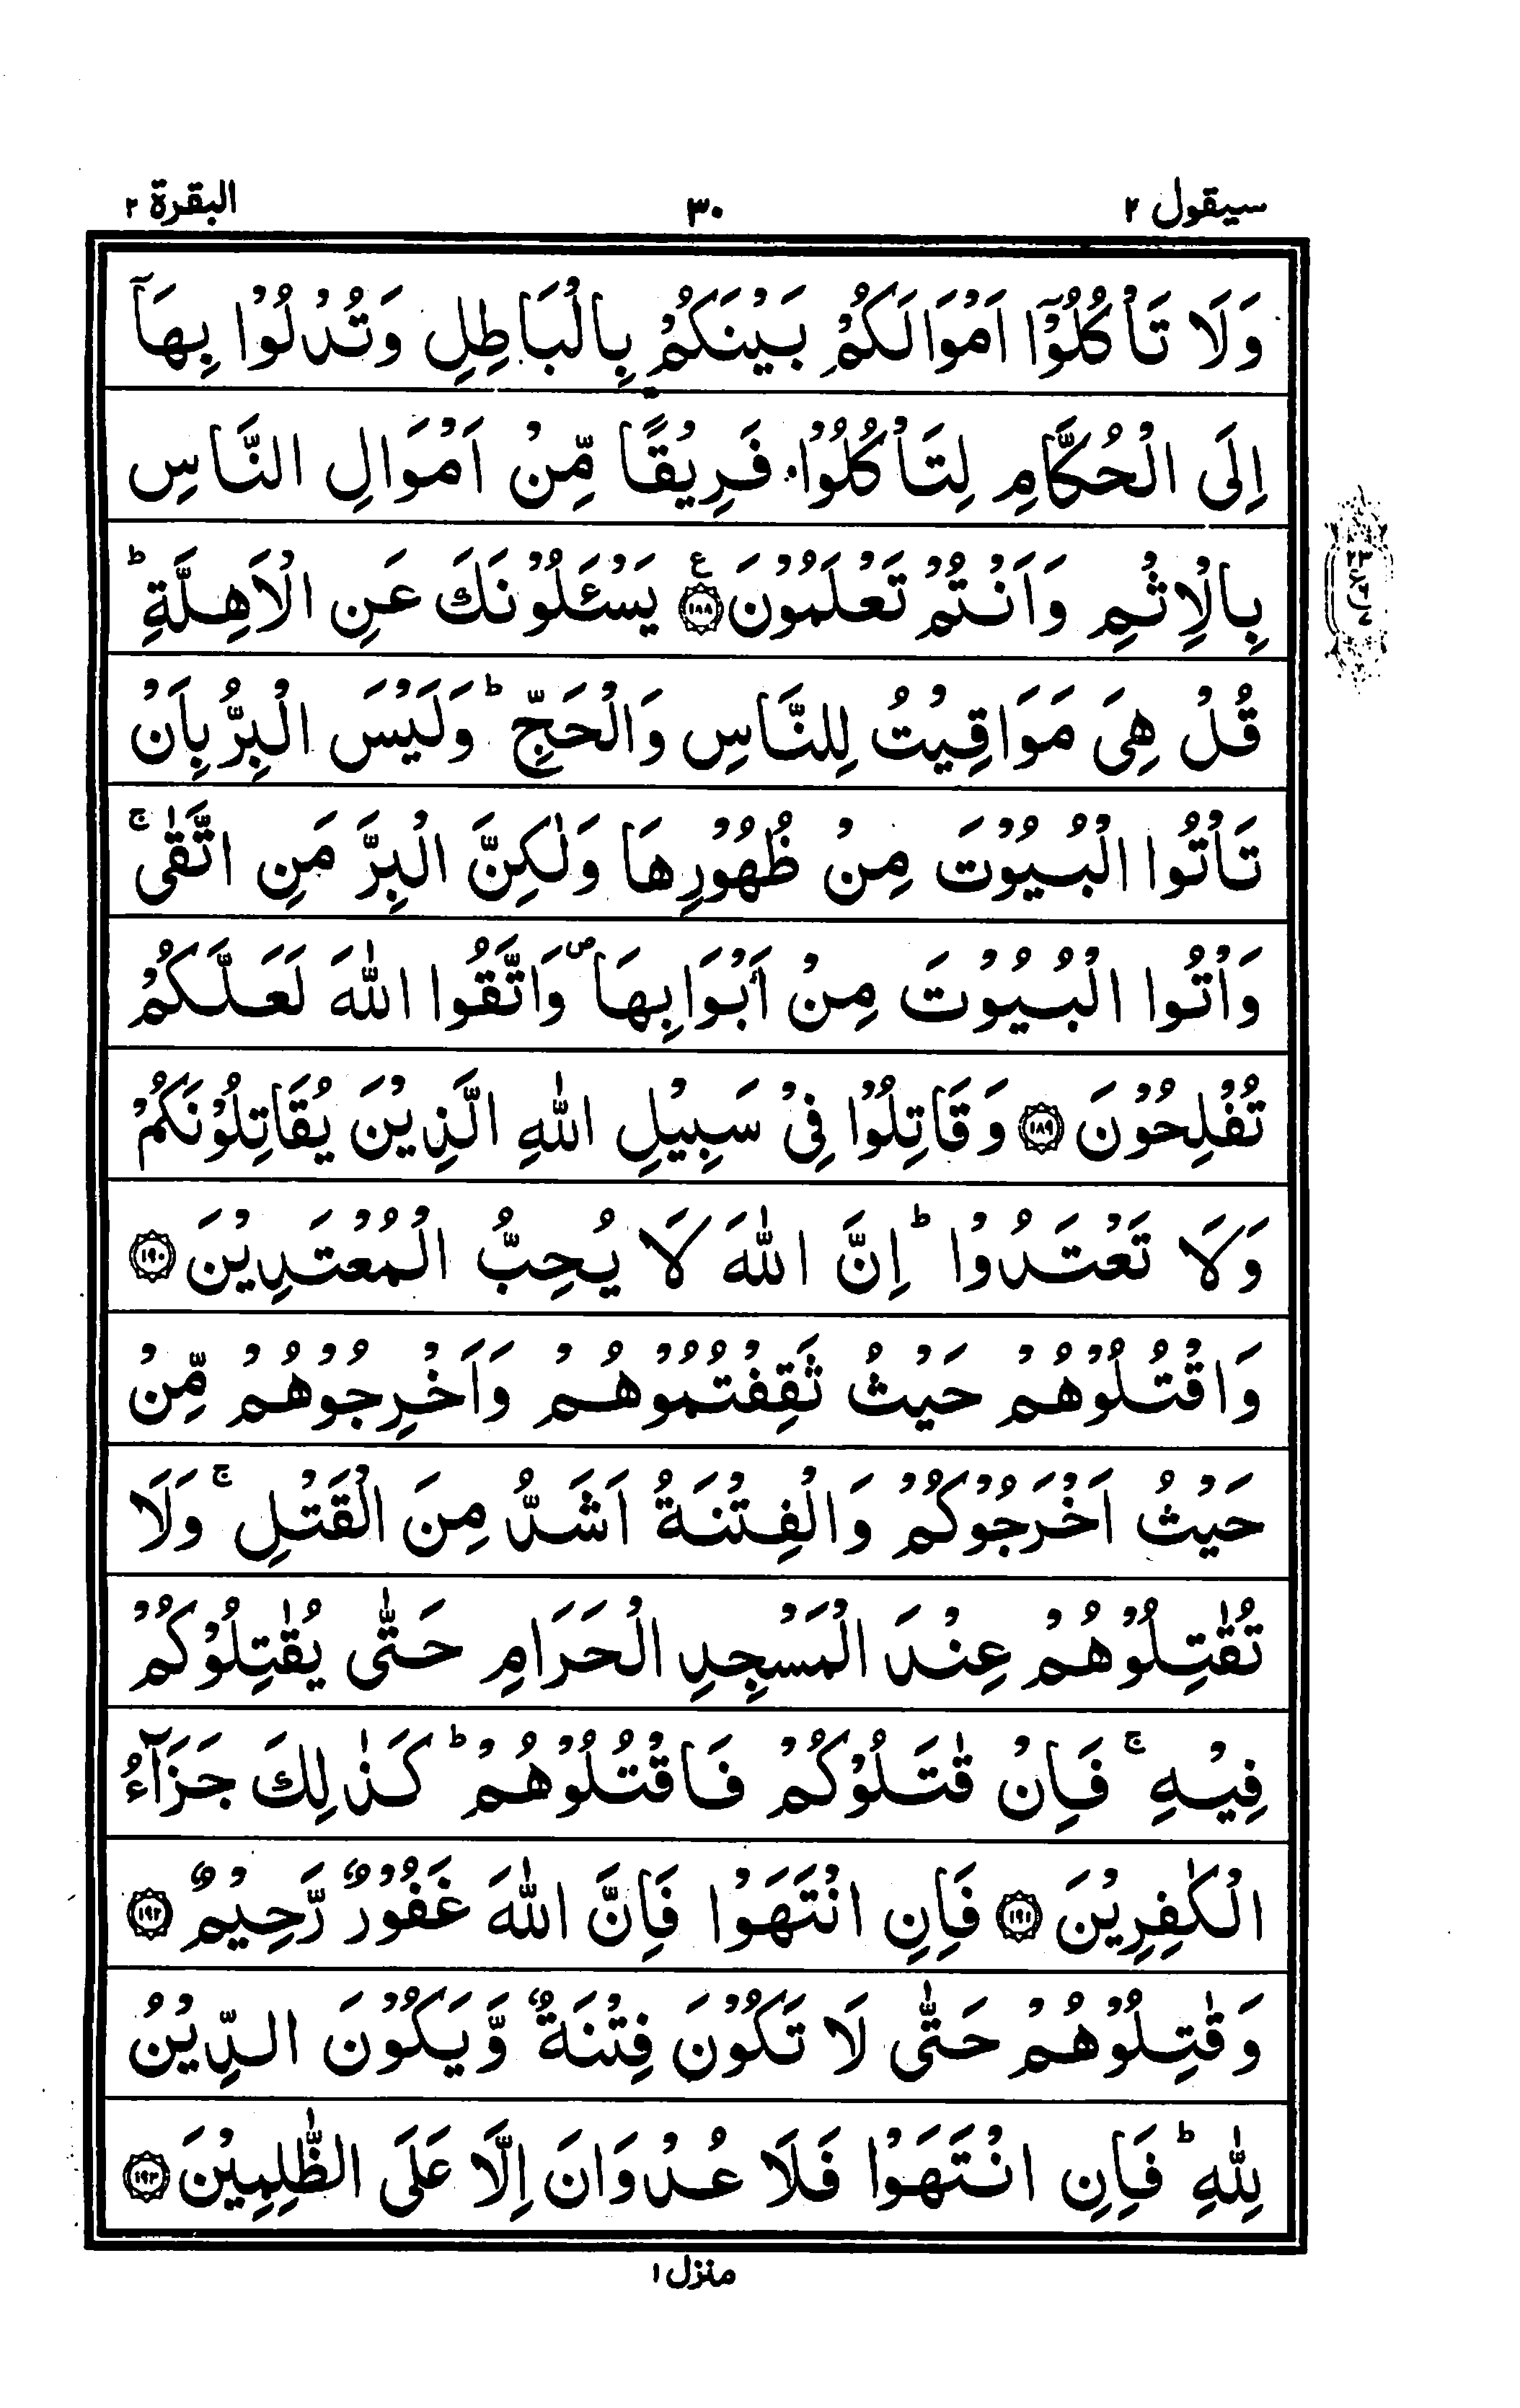 سيقول ٢ ٣٠ البقرة ٢
وَلَا تَاْكُلُوْٓا اَمْوَالَكُمْ بَيْنَكُمْ بِالْبَاطِلِ وَتُدْلُوْا بِهَآ
اِلَى الْحُكَّامِ لِتَاْكُلُوْا فَرِيْقًا مِّنْ اَمْوَالِ النَّاسِ
بِالْاِثْمِ وَاَنْتُمْ تَعْلَمُوْنَ ࣖ ١٨٨ يَسْـَٔلُوْنَكَ عَنِ الْاَهِلَّةِ ؕ
قُلْ هِىَ مَوَاقِيْتُ لِلنَّاسِ وَالْحَجِّ ؕ وَلَيْسَ الْبِرُّ بِاَنْ
تَاْتُوا الْبُيُوْتَ مِنْ ظُهُوْرِهَا وَلٰكِنَّ الْبِرَّ مَنِ اتَّقٰى ۚ
وَاْتُوا الْبُيُوْتَ مِنْ اَبْوَابِهَا ۪ وَاتَّقُوا اللّٰهَ لَعَلَّكُمْ
تُفْلِحُوْنَ ١٨٩ وَقَاتِلُوْا فِىْ سَبِيْلِ اللّٰهِ الَّذِيْنَ يُقَاتِلُوْنَكُمْ
وَلَا تَعْتَدُوْا ؕ اِنَّ اللّٰهَ لَا يُحِبُّ الْمُعْتَدِيْنَ ١٩٠
وَاقْتُلُوْهُمْ حَيْثُ ثَقِفْتُمُوْهُمْ وَاَخْرِجُوْهُمْ مِّنْ
حَيْثُ اَخْرَجُوْكُمْ وَالْفِتْنَةُ اَشَدُّ مِنَ الْقَتْلِ ۚ وَلَا
تُقٰتِلُوْهُمْ عِنْدَ الْمَسْجِدِ الْحَرَامِ حَتّٰى يُقٰتِلُوْكُمْ
فِيْهِ ۚ فَاِنْ قٰتَلُوْكُمْ فَاقْتُلُوْهُمْ ؕ كَذٰلِكَ جَزَآءُ
الْكٰفِرِيْنَ ١٩١ فَاِنِ انْتَهَوْا فَاِنَّ اللّٰهَ غَفُوْرٌ رَّحِيْمٌ ١٩٢
وَقٰتِلُوْهُمْ حَتّٰى لَا تَكُوْنَ فِتْنَةٌ وَّيَكُوْنَ الدِّيْنُ
لِلّٰهِ ؕ فَاِنِ انْتَهَوْا فَلَا عُدْوَانَ اِلَّا عَلَى الظّٰلِمِيْنَ ١٩٣
منزل ١